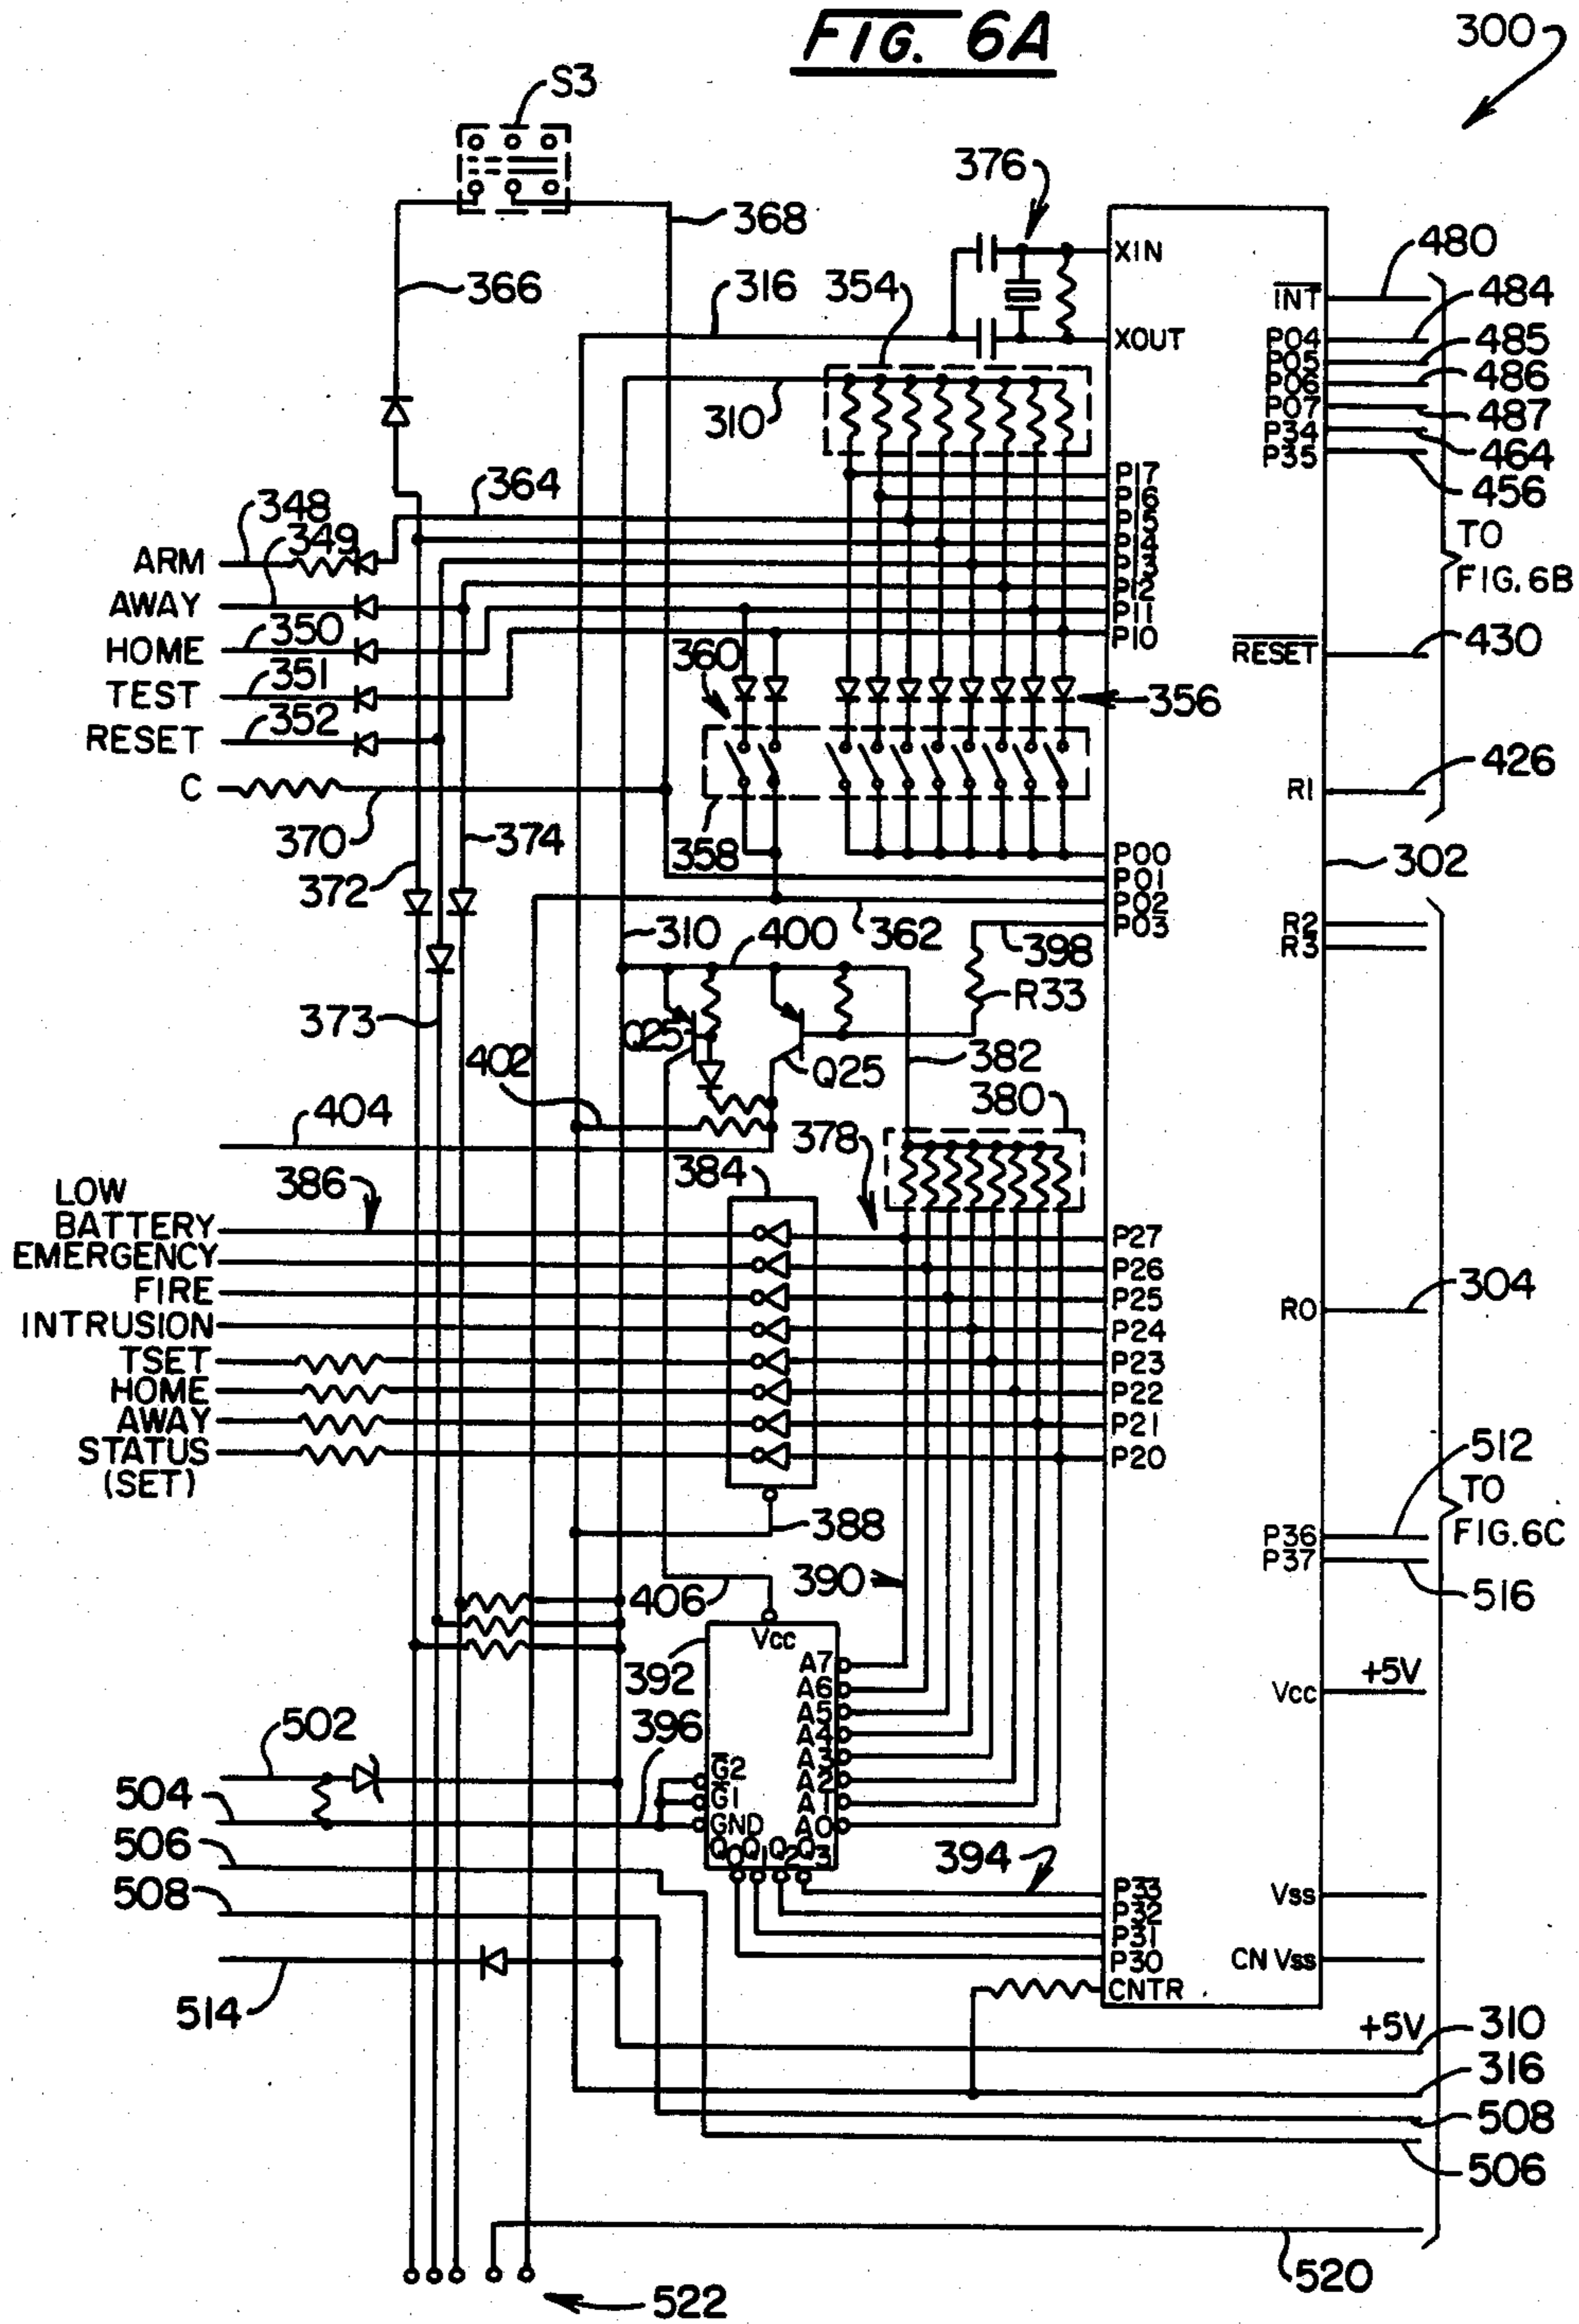 FIG. 6A
300
S3
376
368
XIN
480
366
316
354
INT
484
XOUT
P04
485
P05
486
P06
310
P07
487
P34
464
P35
P17
456
364
P16
348
P15
TO
FIG. 6B
349
P14
ARM
P13
P12
AWAY
P11
350
P10
HOME
360
RESET
430
351
TEST
356
352
RESET
426
C
R1
370
374
358
P00
302
372
P01
P02
R2
310
400
362
P03
398
R3
R33
373
Q25
402
Q25
382
380
404
378
384
LOW
386
BATTERY
P27
EMERGENCY
P26
304
FIRE
P25
R0
INTRUSION
P24
TSET
P23
HOME
P22
AWAY
P21
512
STATUS
P20
TO
FIG. 6C
(SET)
388
P36
P37
390
406
516
Vcc
392
A7
+5V
A6
Vcc
396
A5
502
A4
A3
G2
A2
504
G1
A1
GND
A0
506
Q0 Q1 Q2 Q3
394
508
P33
Vss
P32
P31
P30
CN Vss
CNTR
514
+5V
310
316
508
506
520
522